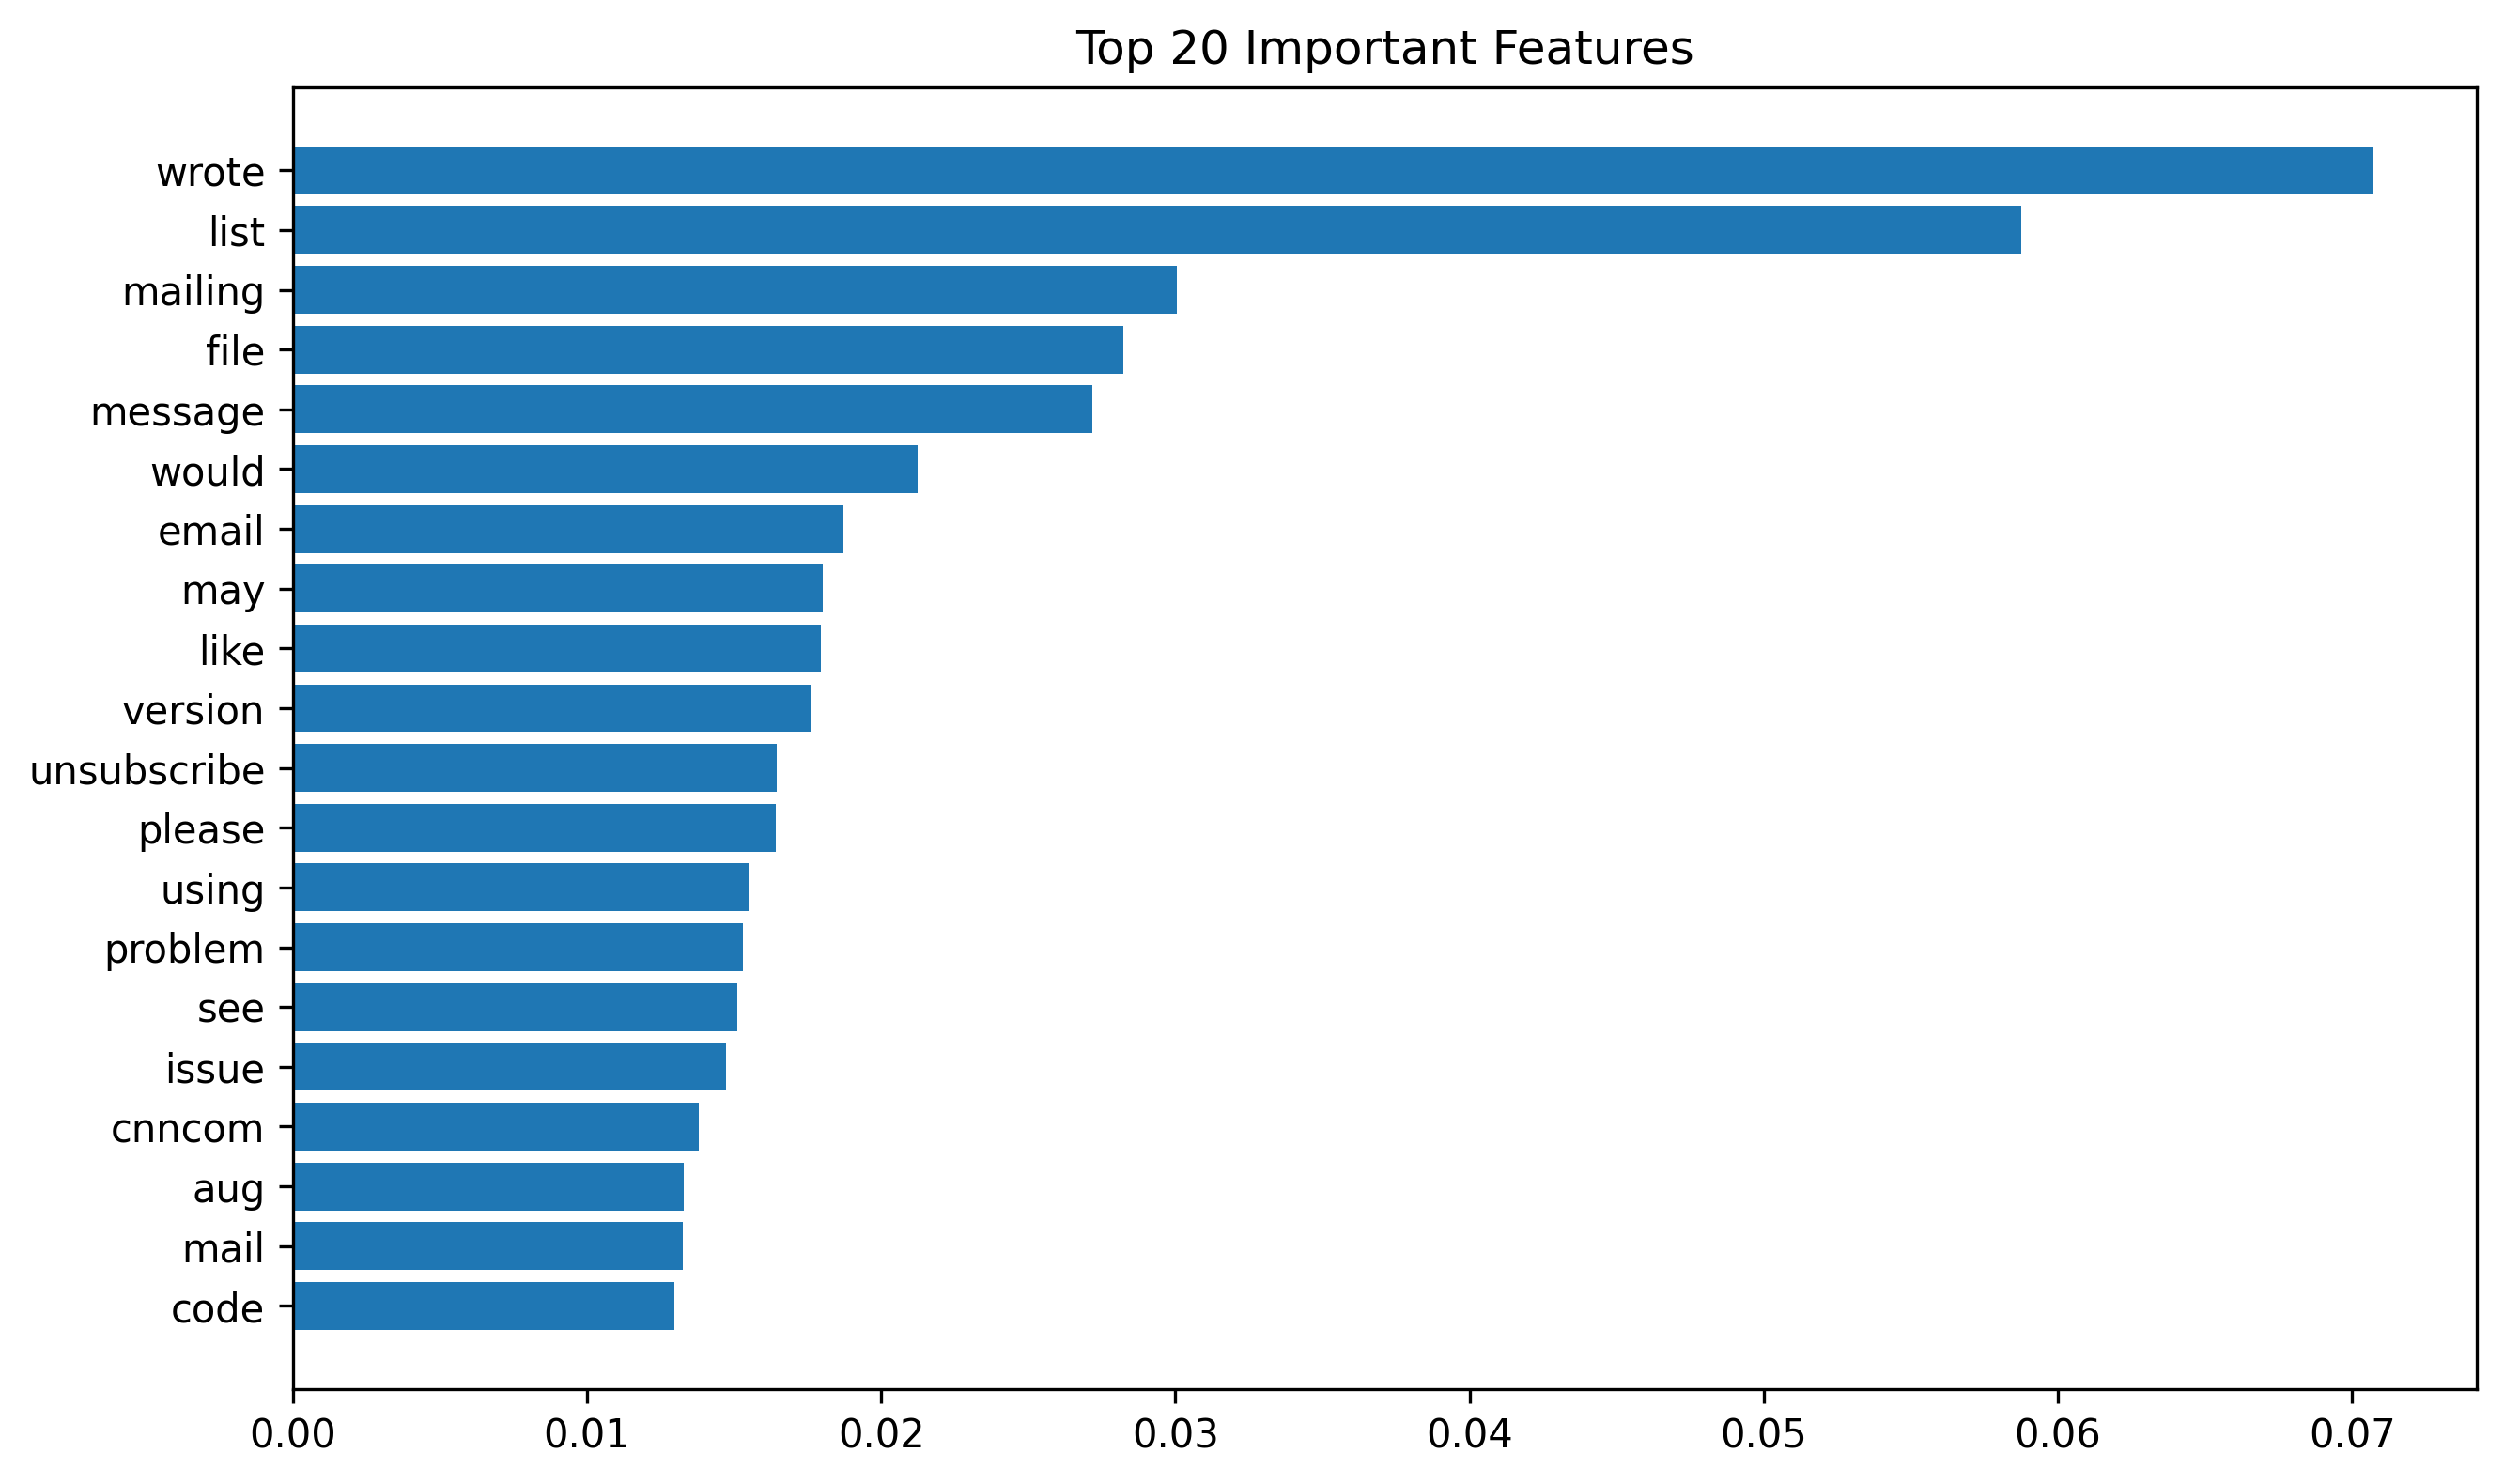 Top 20 Important Features
wrote
list
mailing
file
message
would
email
may
like
version
unsubscribe
please
using
problem
see
issue
cnncom
aug
mail
code
0.00 0.01 0.02 0.03 0.04 0.05 0.06 0.07